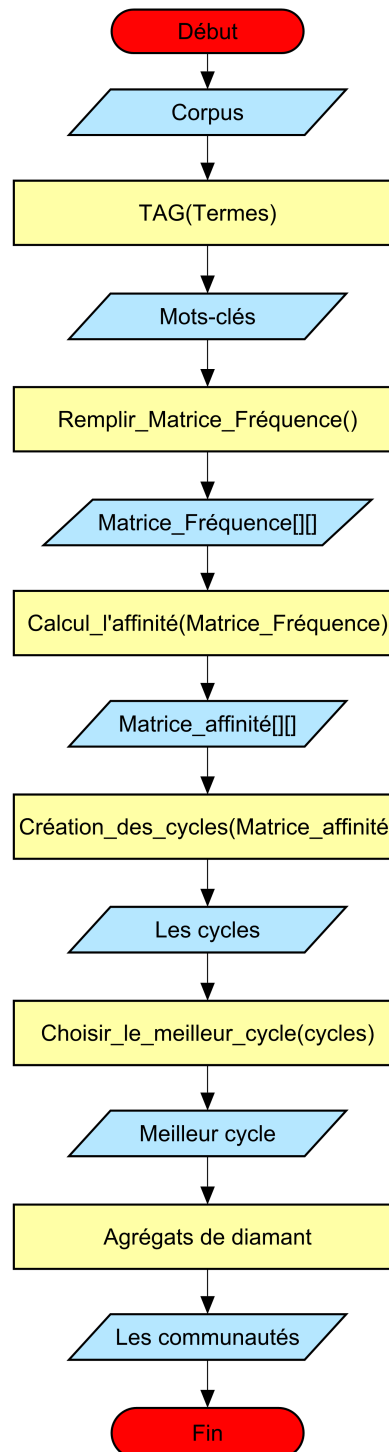 Début
Corpus
TAG(Termes)
Mots-clés
Remplir_Matrice_Fréquence()
Matrice_Fréquence[][]
Calcul_l'affinité(Matrice_Fréquence)
Matrice_affinité[][]
Création_des_cycles(Matrice_affinité
Les cycles
Choisir_le_meilleur_cycle(cycles)
Meilleur cycle
Agrégats de diamant
Les communautés
Fin